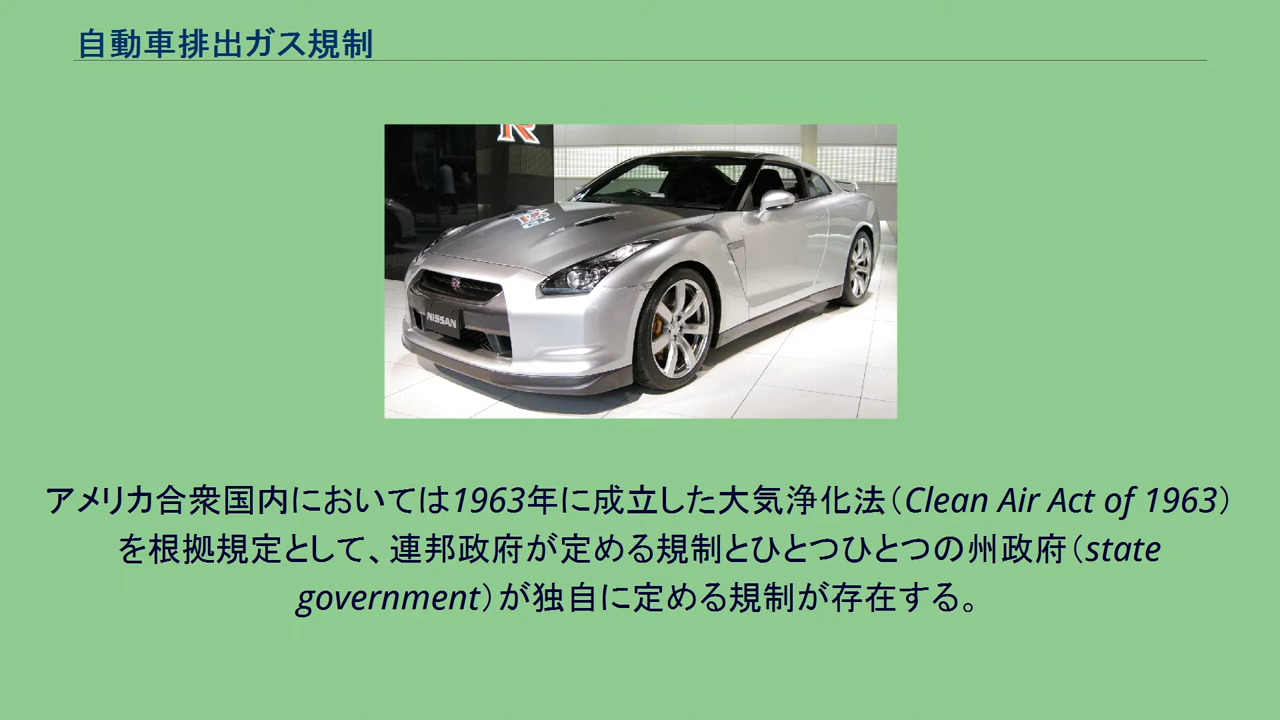 自動車排出ガス規制
R
NISSAN
アメリカ合衆国内においては1963年に成立した大気浄化法（Clean Air Act of 1963）
を根拠規定として、連邦政府が定める規制とひとつひとつの州政府（state
government）が独自に定める規制が存在する。